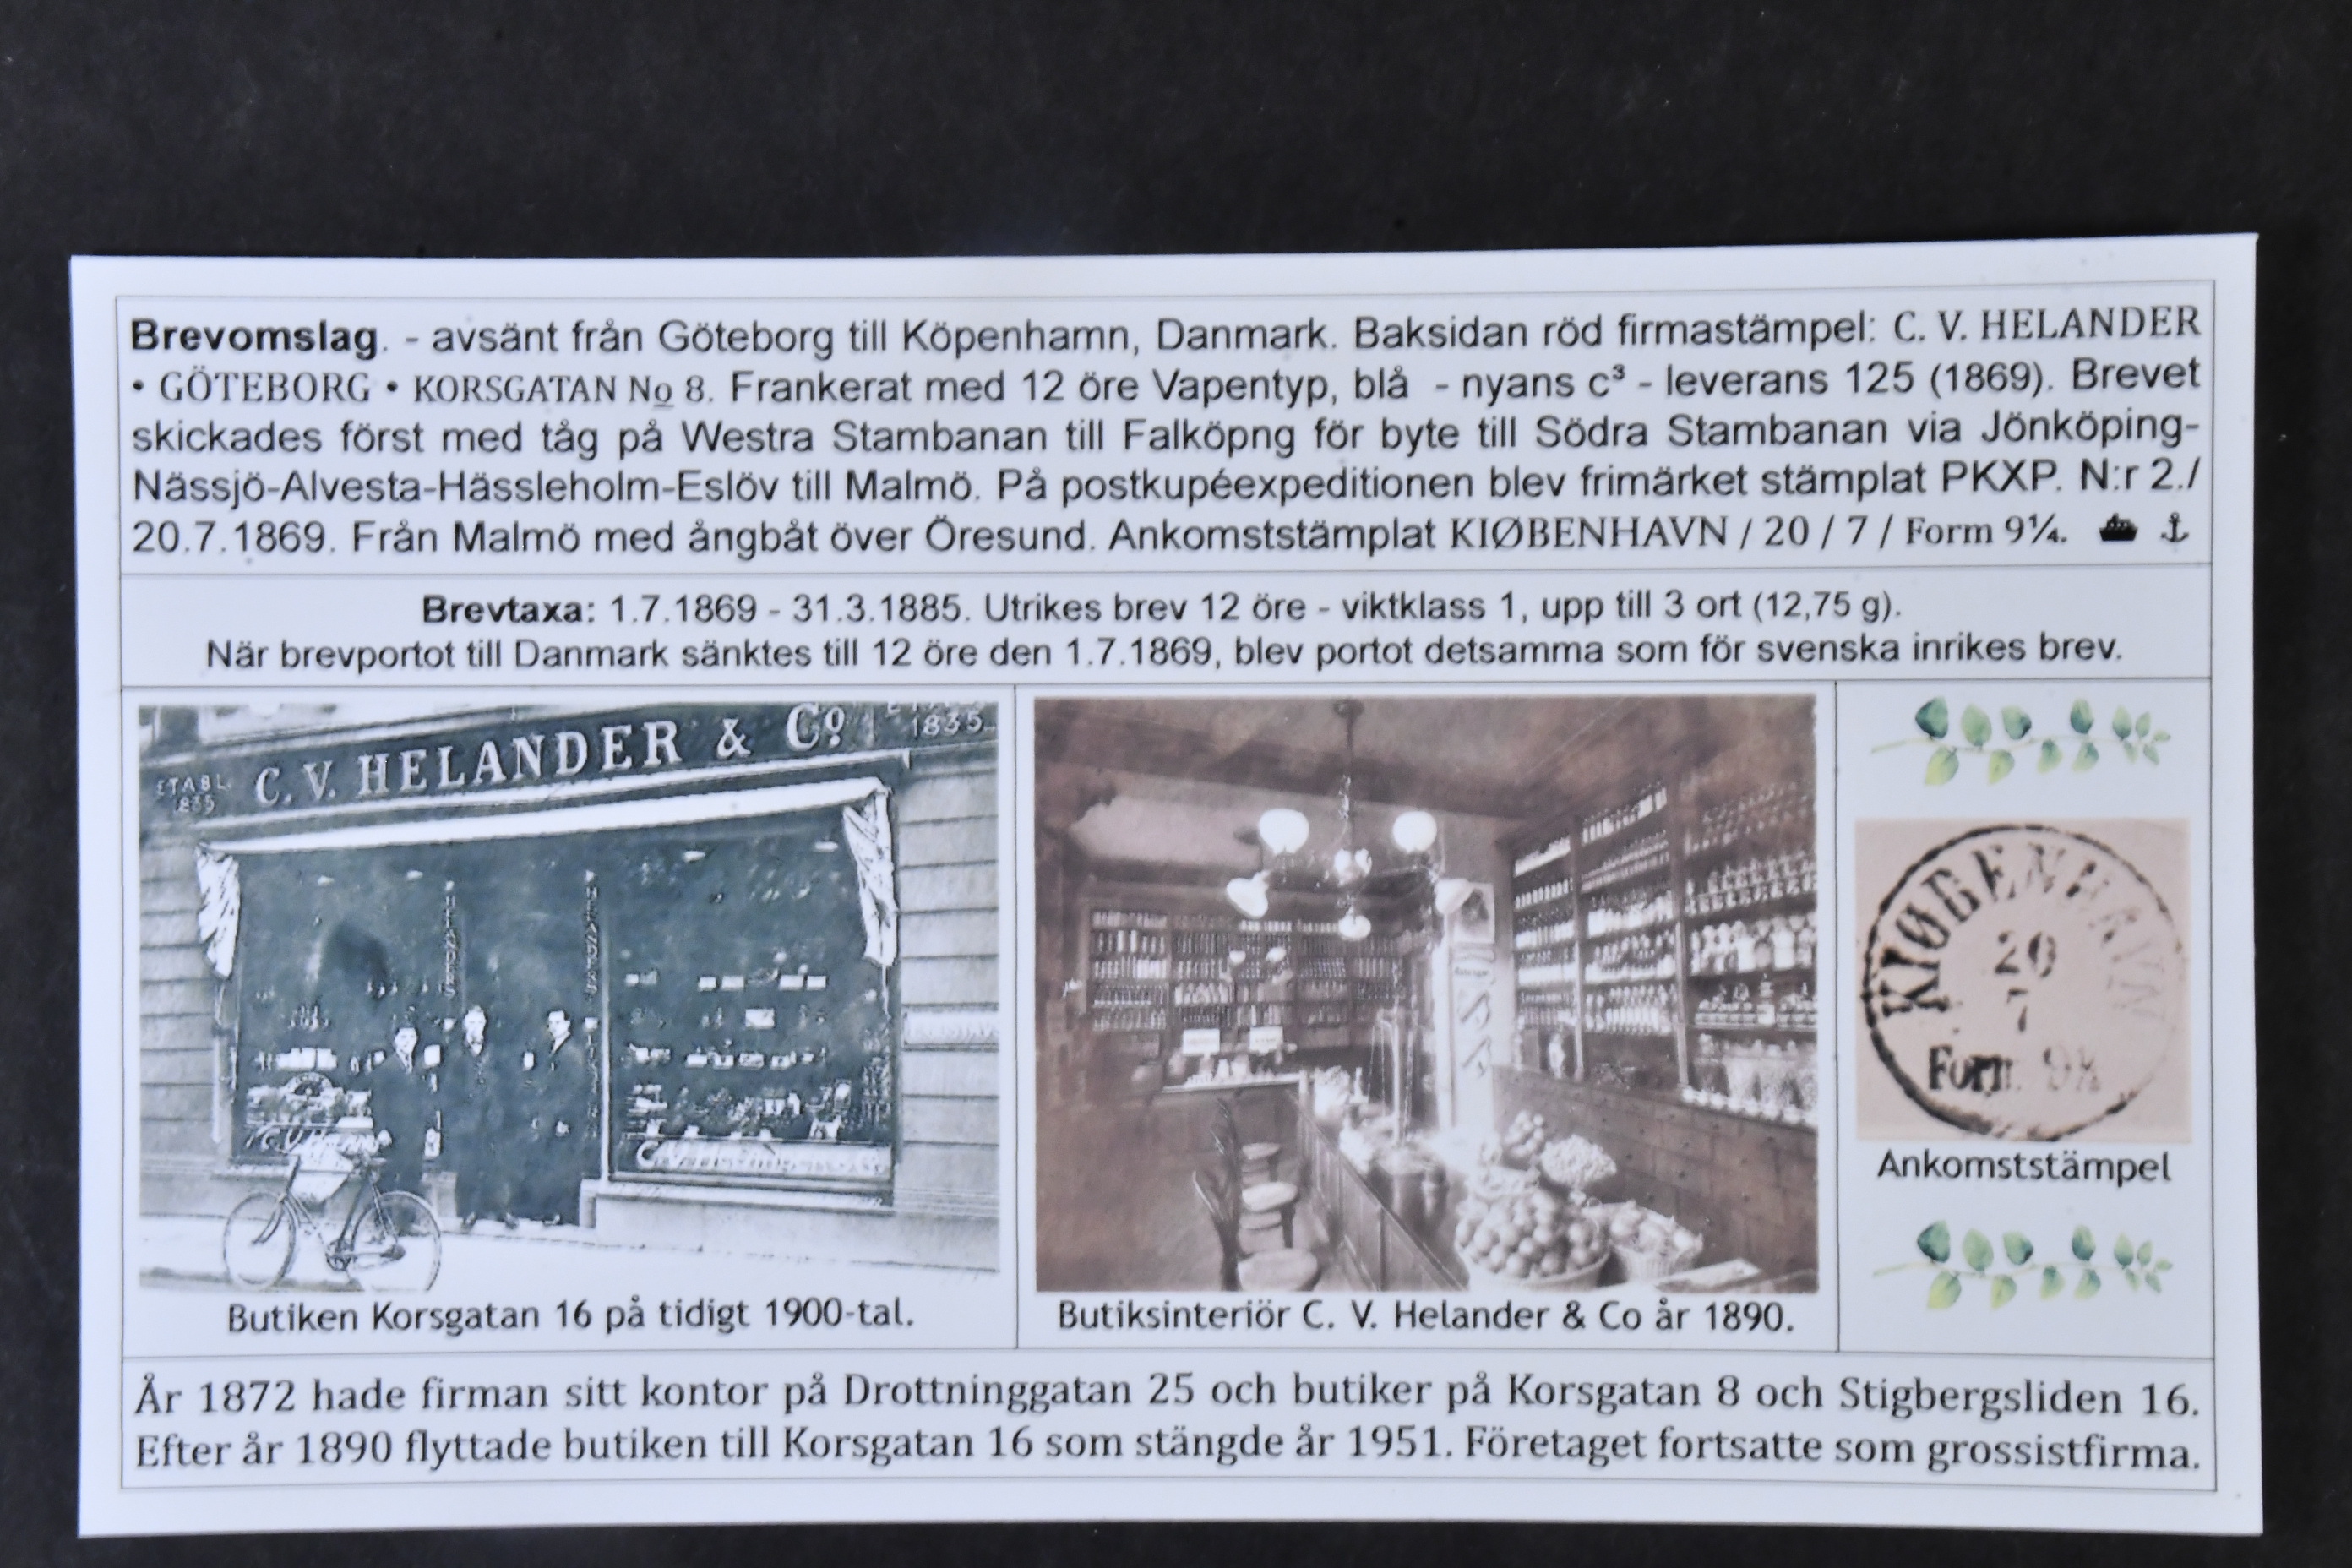 Brevomslag. - avsänt från Göteborg till Köpenhamn, Danmark. Baksidan röd firmastämpel: C. V. HELANDER
• GÖTEBORG • KORSGATAN No 8. Frankerat med 12 öre Vapentyp, blå - nyans c³ - leverans 125 (1869). Brevet
skickades först med tåg på Westra Stambanan till Falköpng för byte till Södra Stambanan via Jönköping-
Nässjö-Alvesta-Hässleholm-Eslöv till Malmö. På postkupéexpeditionen blev frimärket stämplat PKXP. N:r 2./
20.7.1869. Från Malmö med ångbåt över Öresund. Ankomststämplat KIØBENHAVN / 20 / 7 / Form 9¼.
Brevtaxa: 1.7.1869 - 31.3.1885. Utrikes brev 12 öre - viktklass 1, upp till 3 ort (12,75 g).
När brevportot till Danmark sänktes till 12 öre den 1.7.1869, blev portot detsamma som för svenska inrikes brev.
ETABL. 1835
C. V. HELANDER & Co
1835
Butiken Korsgatan 16 på tidigt 1900-tal.
Butiksinteriör C. V. Helander & Co år 1890.
KIØBENHAVN
20
7
Form.
Ankomststämpel
År 1872 hade firman sitt kontor på Drottninggatan 25 och butiker på Korsgatan 8 och Stigbergsliden 16.
Efter år 1890 flyttade butiken till Korsgatan 16 som stängde år 1951. Företaget fortsatte som grossistfirma.